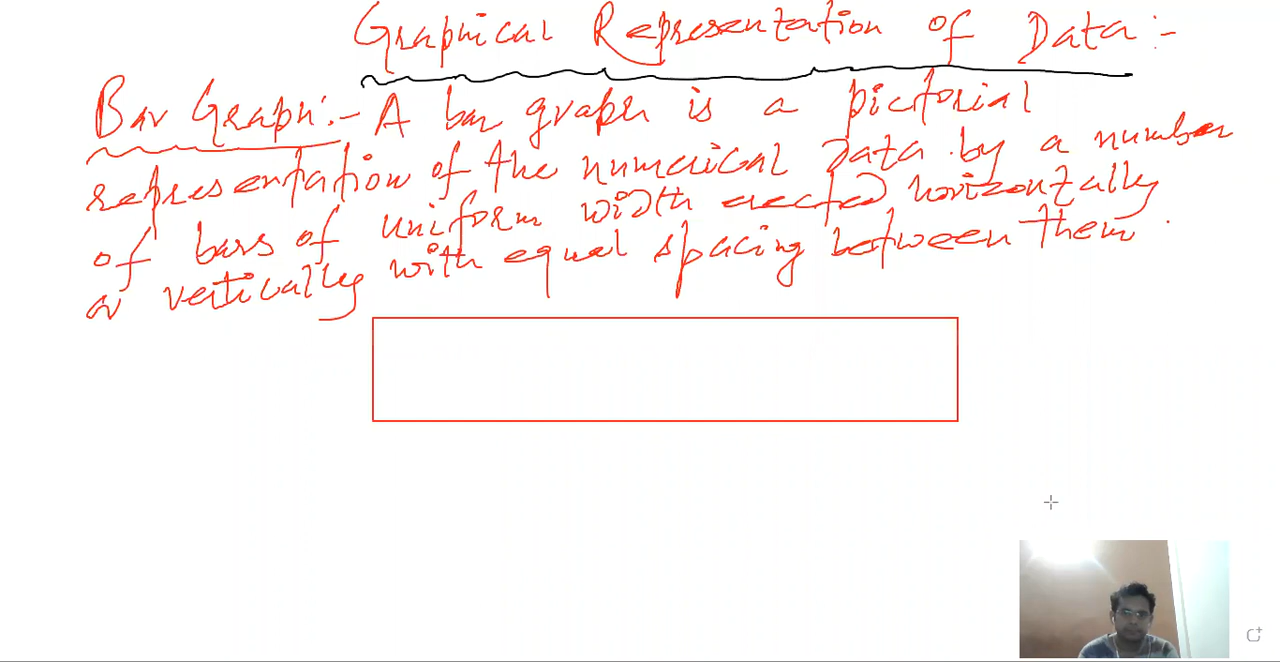 Graphical Representation of Data:-
Bar Graph:- A bar graph is a pictorial
representation of the numerical data by a number
of bars of uniform width erected horizontally
or vertically with equal spacing between them.